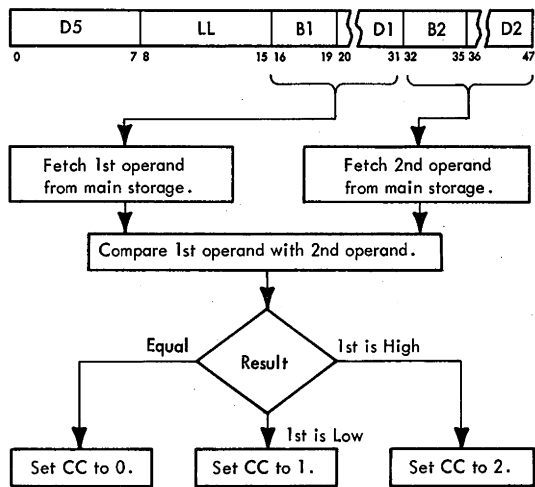 D5 LL B1 D1 B2 D2
0 7 8 15 16 19 20 31 32 35 36 47
Fetch 1st operand
from main storage.
Fetch 2nd operand
from main storage.
Compare 1st operand with 2nd operand.
Equal
Result
1st is High
1st is Low
Set CC to 0.
Set CC to 1.
Set CC to 2.